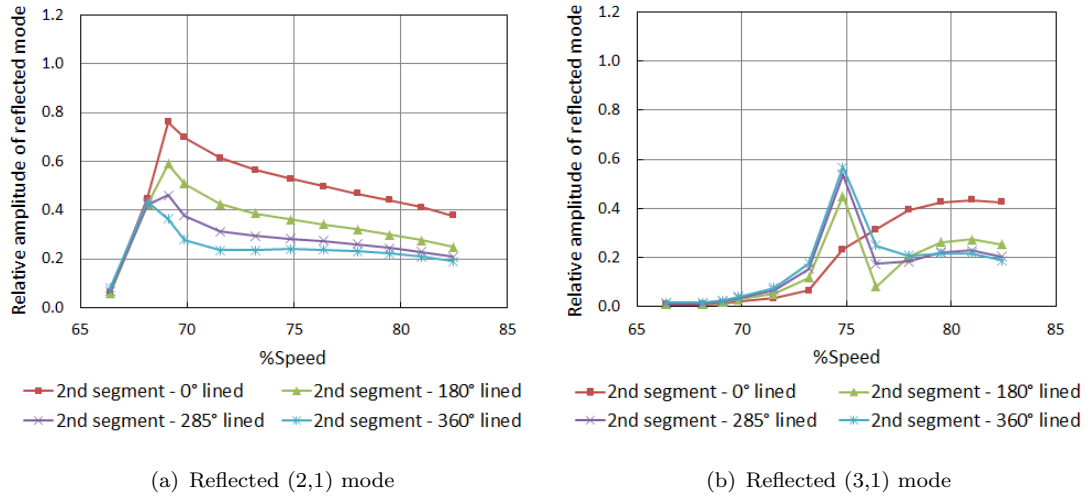 Relative amplitude of reflected mode
1.2
1.0
0.8
0.6
0.4
0.2
0.0
65 70 75 80 85
%Speed
2nd segment - 0° lined
2nd segment - 180° lined
2nd segment - 285° lined
2nd segment - 360° lined
(a) Reflected (2,1) mode
Relative amplitude of reflected mode
1.2
1.0
0.8
0.6
0.4
0.2
0.0
65 70 75 80 85
%Speed
2nd segment - 0° lined
2nd segment - 180° lined
2nd segment - 285° lined
2nd segment - 360° lined
(b) Reflected (3,1) mode